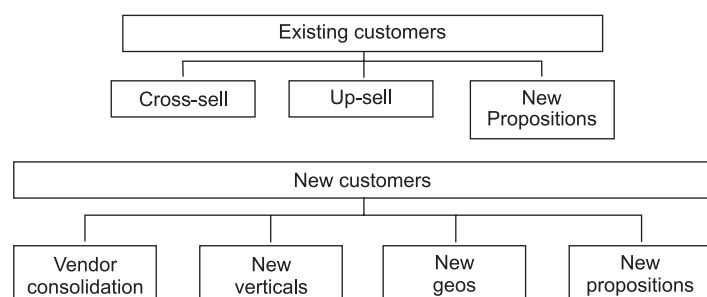 Existing customers
Cross-sell
Up-sell
New
Propositions
New customers
Vendor
consolidation
New
verticals
New
geos
New
propositions